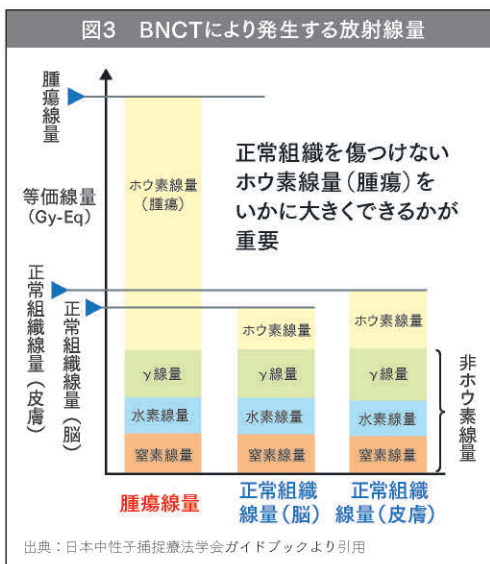 図3 BNCTにより発生する放射線量
腫瘍線量
等価線量
(Gy-Eq)
正常組織線量(皮膚)
正常組織線量(脳)
正常組織を傷つけない
ホウ素線量(腫瘍)を
いかに大きくできるかが
重要
ホウ素線量
(腫瘍)
γ線量
水素線量
窒素線量
ホウ素線量
γ線量
水素線量
窒素線量
ホウ素線量
γ線量
水素線量
窒素線量
非ホウ素線量
腫瘍線量
正常組織
線量(脳)
正常組織
線量(皮膚)
出典:日本中性子捕捉療法学会ガイドブックより引用